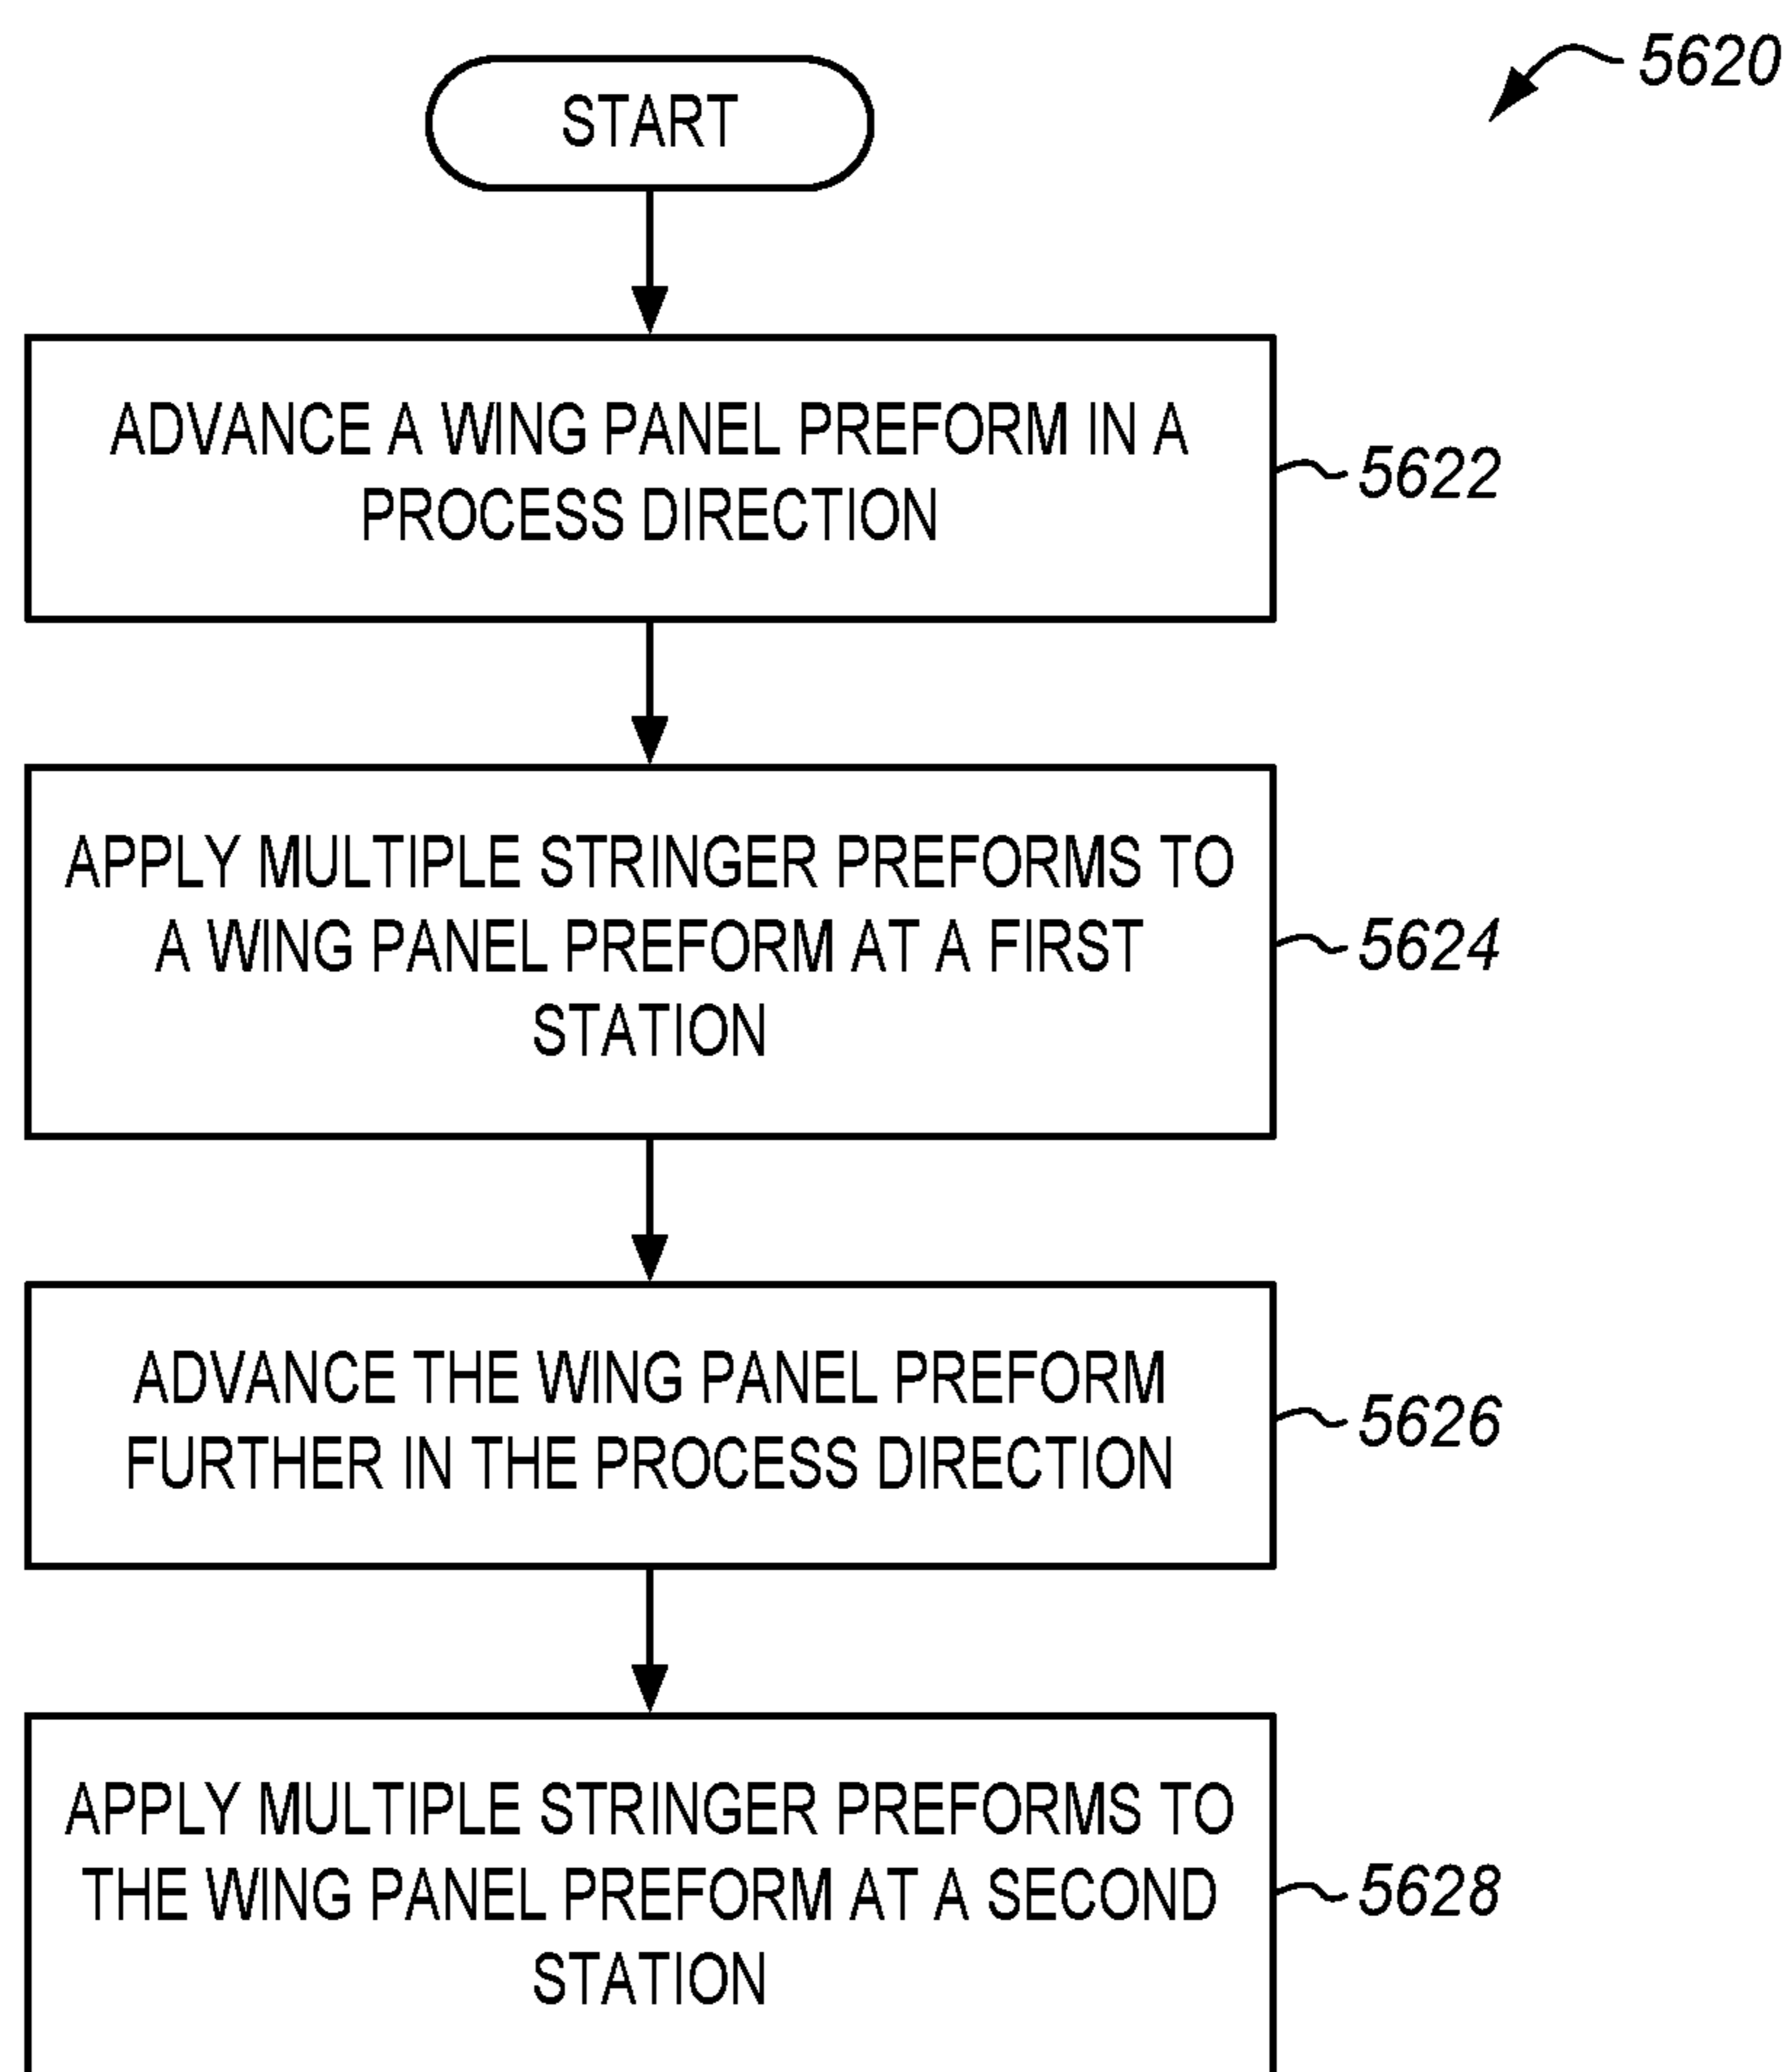 5620
START
ADVANCE A WING PANEL PREFORM IN A
PROCESS DIRECTION
5622
APPLY MULTIPLE STRINGER PREFORMS TO
A WING PANEL PREFORM AT A FIRST
STATION
5624
ADVANCE THE WING PANEL PREFORM
FURTHER IN THE PROCESS DIRECTION
5626
APPLY MULTIPLE STRINGER PREFORMS TO
THE WING PANEL PREFORM AT A SECOND
STATION
5628